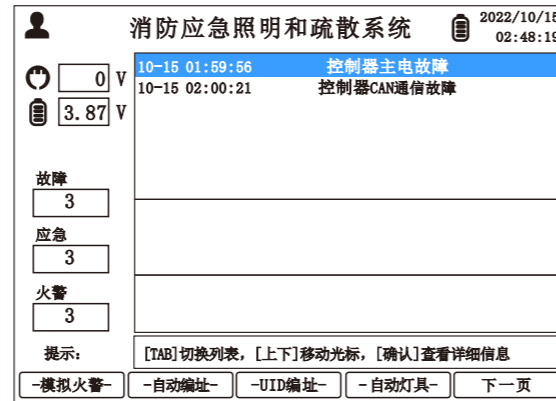 消防应急照明和疏散系统
2022/10/15
02:48:19
0 V
3.87 V
10-15 01:59:56 控制器主电故障
10-15 02:00:21 控制器CAN通信故障
故障
3
应急
3
火警
3
提示:
[TAB]切换列表，[上下]移动光标，[确认]查看详细信息
-模拟火警-
-自动编址-
-UID编址-
-自动灯具-
下一页